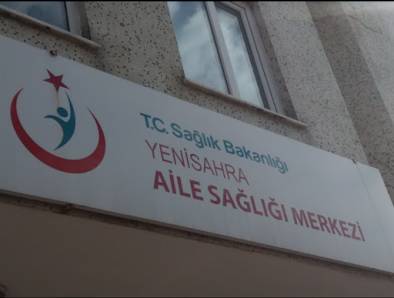 T.C. Sağlık Bakanlığı
YENİSAHRA
AİLE SAĞLIĞI MERKEZİ